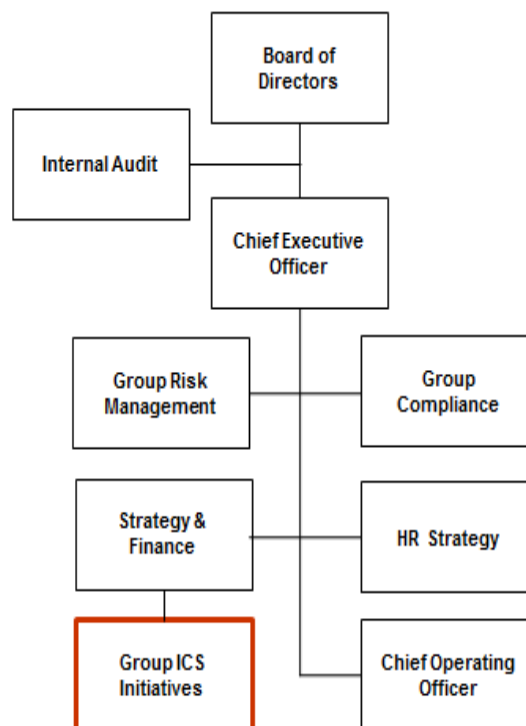 Board of
Directors
Internal Audit
Chief Executive
Officer
Group Risk
Management
Group
Compliance
Strategy &
Finance
HR Strategy
Group ICS
Initiatives
Chief Operating
Officer